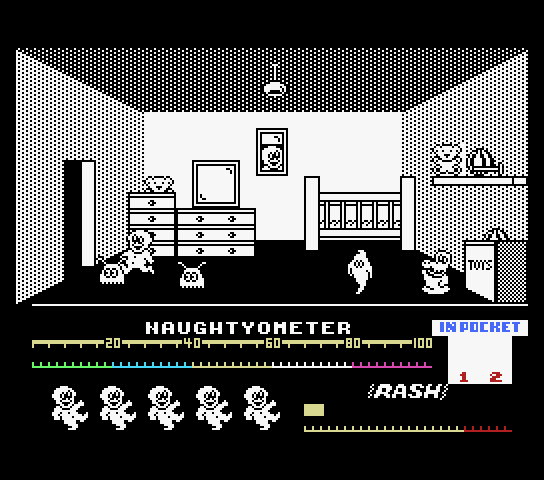 TOYS
NAUGHTYOMETER
IN POCKET
20 40 60 80 100
1 2
RASH